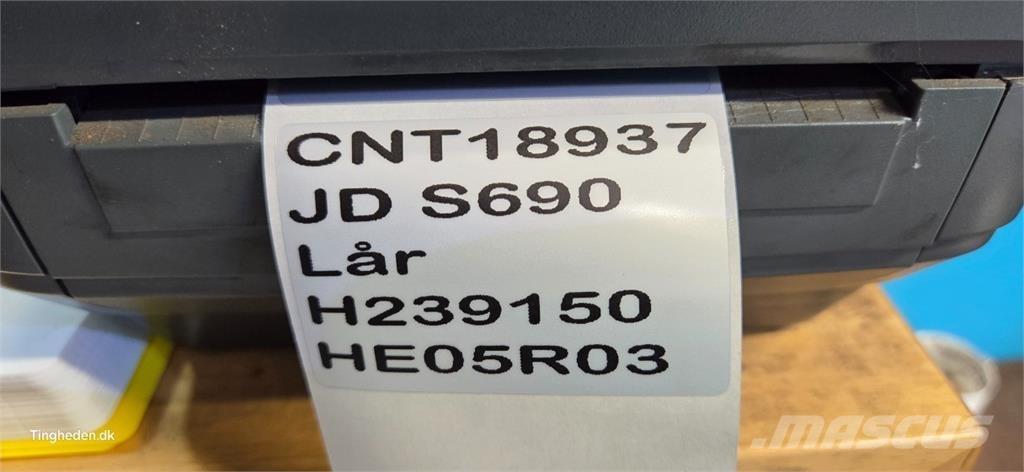 CNT18937
JD S690
Lår
H239150
HE05R03
Tingheden.dk
MASCUS